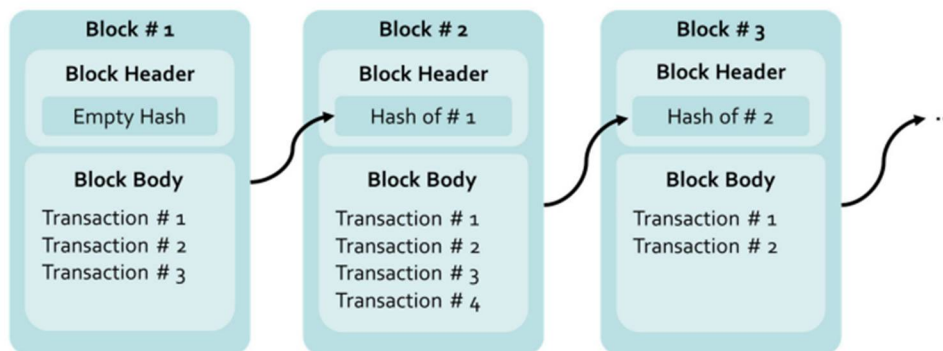 Block # 1
Block Header
Empty Hash
Block Body
Transaction # 1
Transaction # 2
Transaction # 3
Block # 2
Block Header
Hash of # 1
Block Body
Transaction # 1
Transaction # 2
Transaction # 3
Transaction # 4
Block # 3
Block Header
Hash of # 2
Block Body
Transaction # 1
Transaction # 2